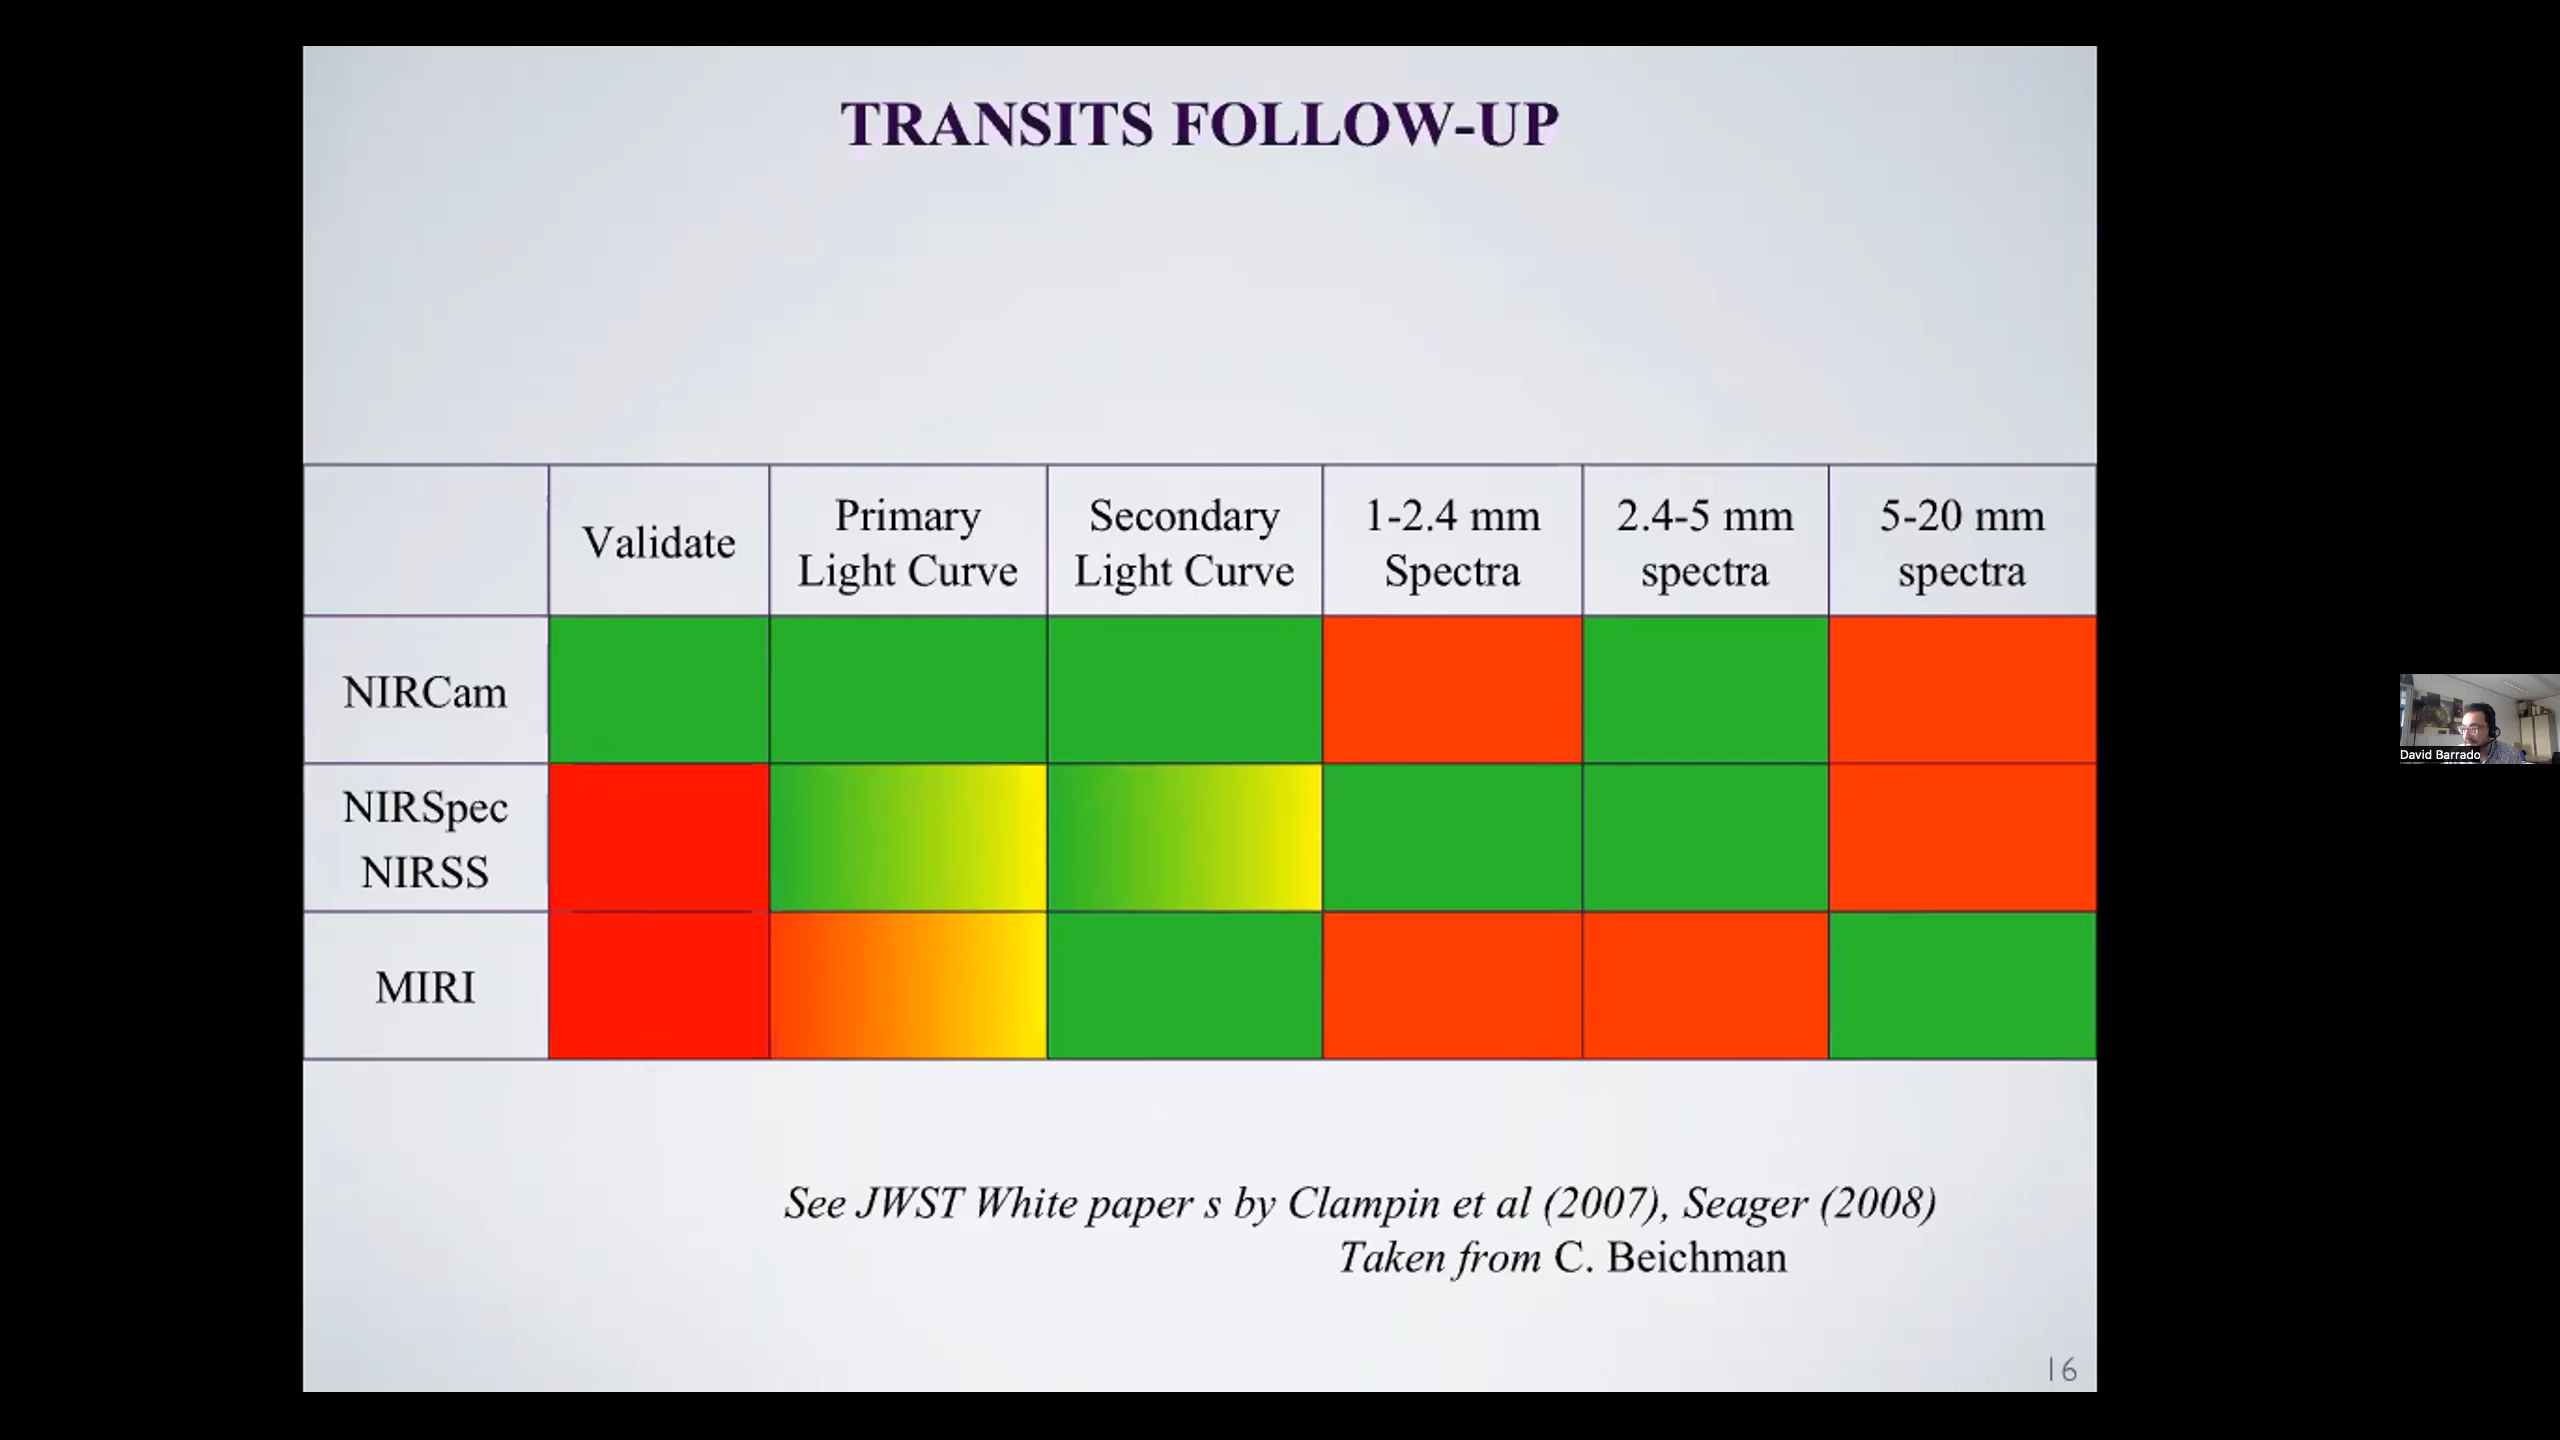 TRANSITS FOLLOW-UP
Validate
Primary
Light Curve
Secondary
Light Curve
1-2.4 mm
Spectra
2.4-5 mm
spectra
5-20 mm
spectra
NIRCam
NIRSpec
NIRSS
MIRI
See JWST White paper s by Clampin et al (2007), Seager (2008)
Taken from C. Beichman
16
David Barrado